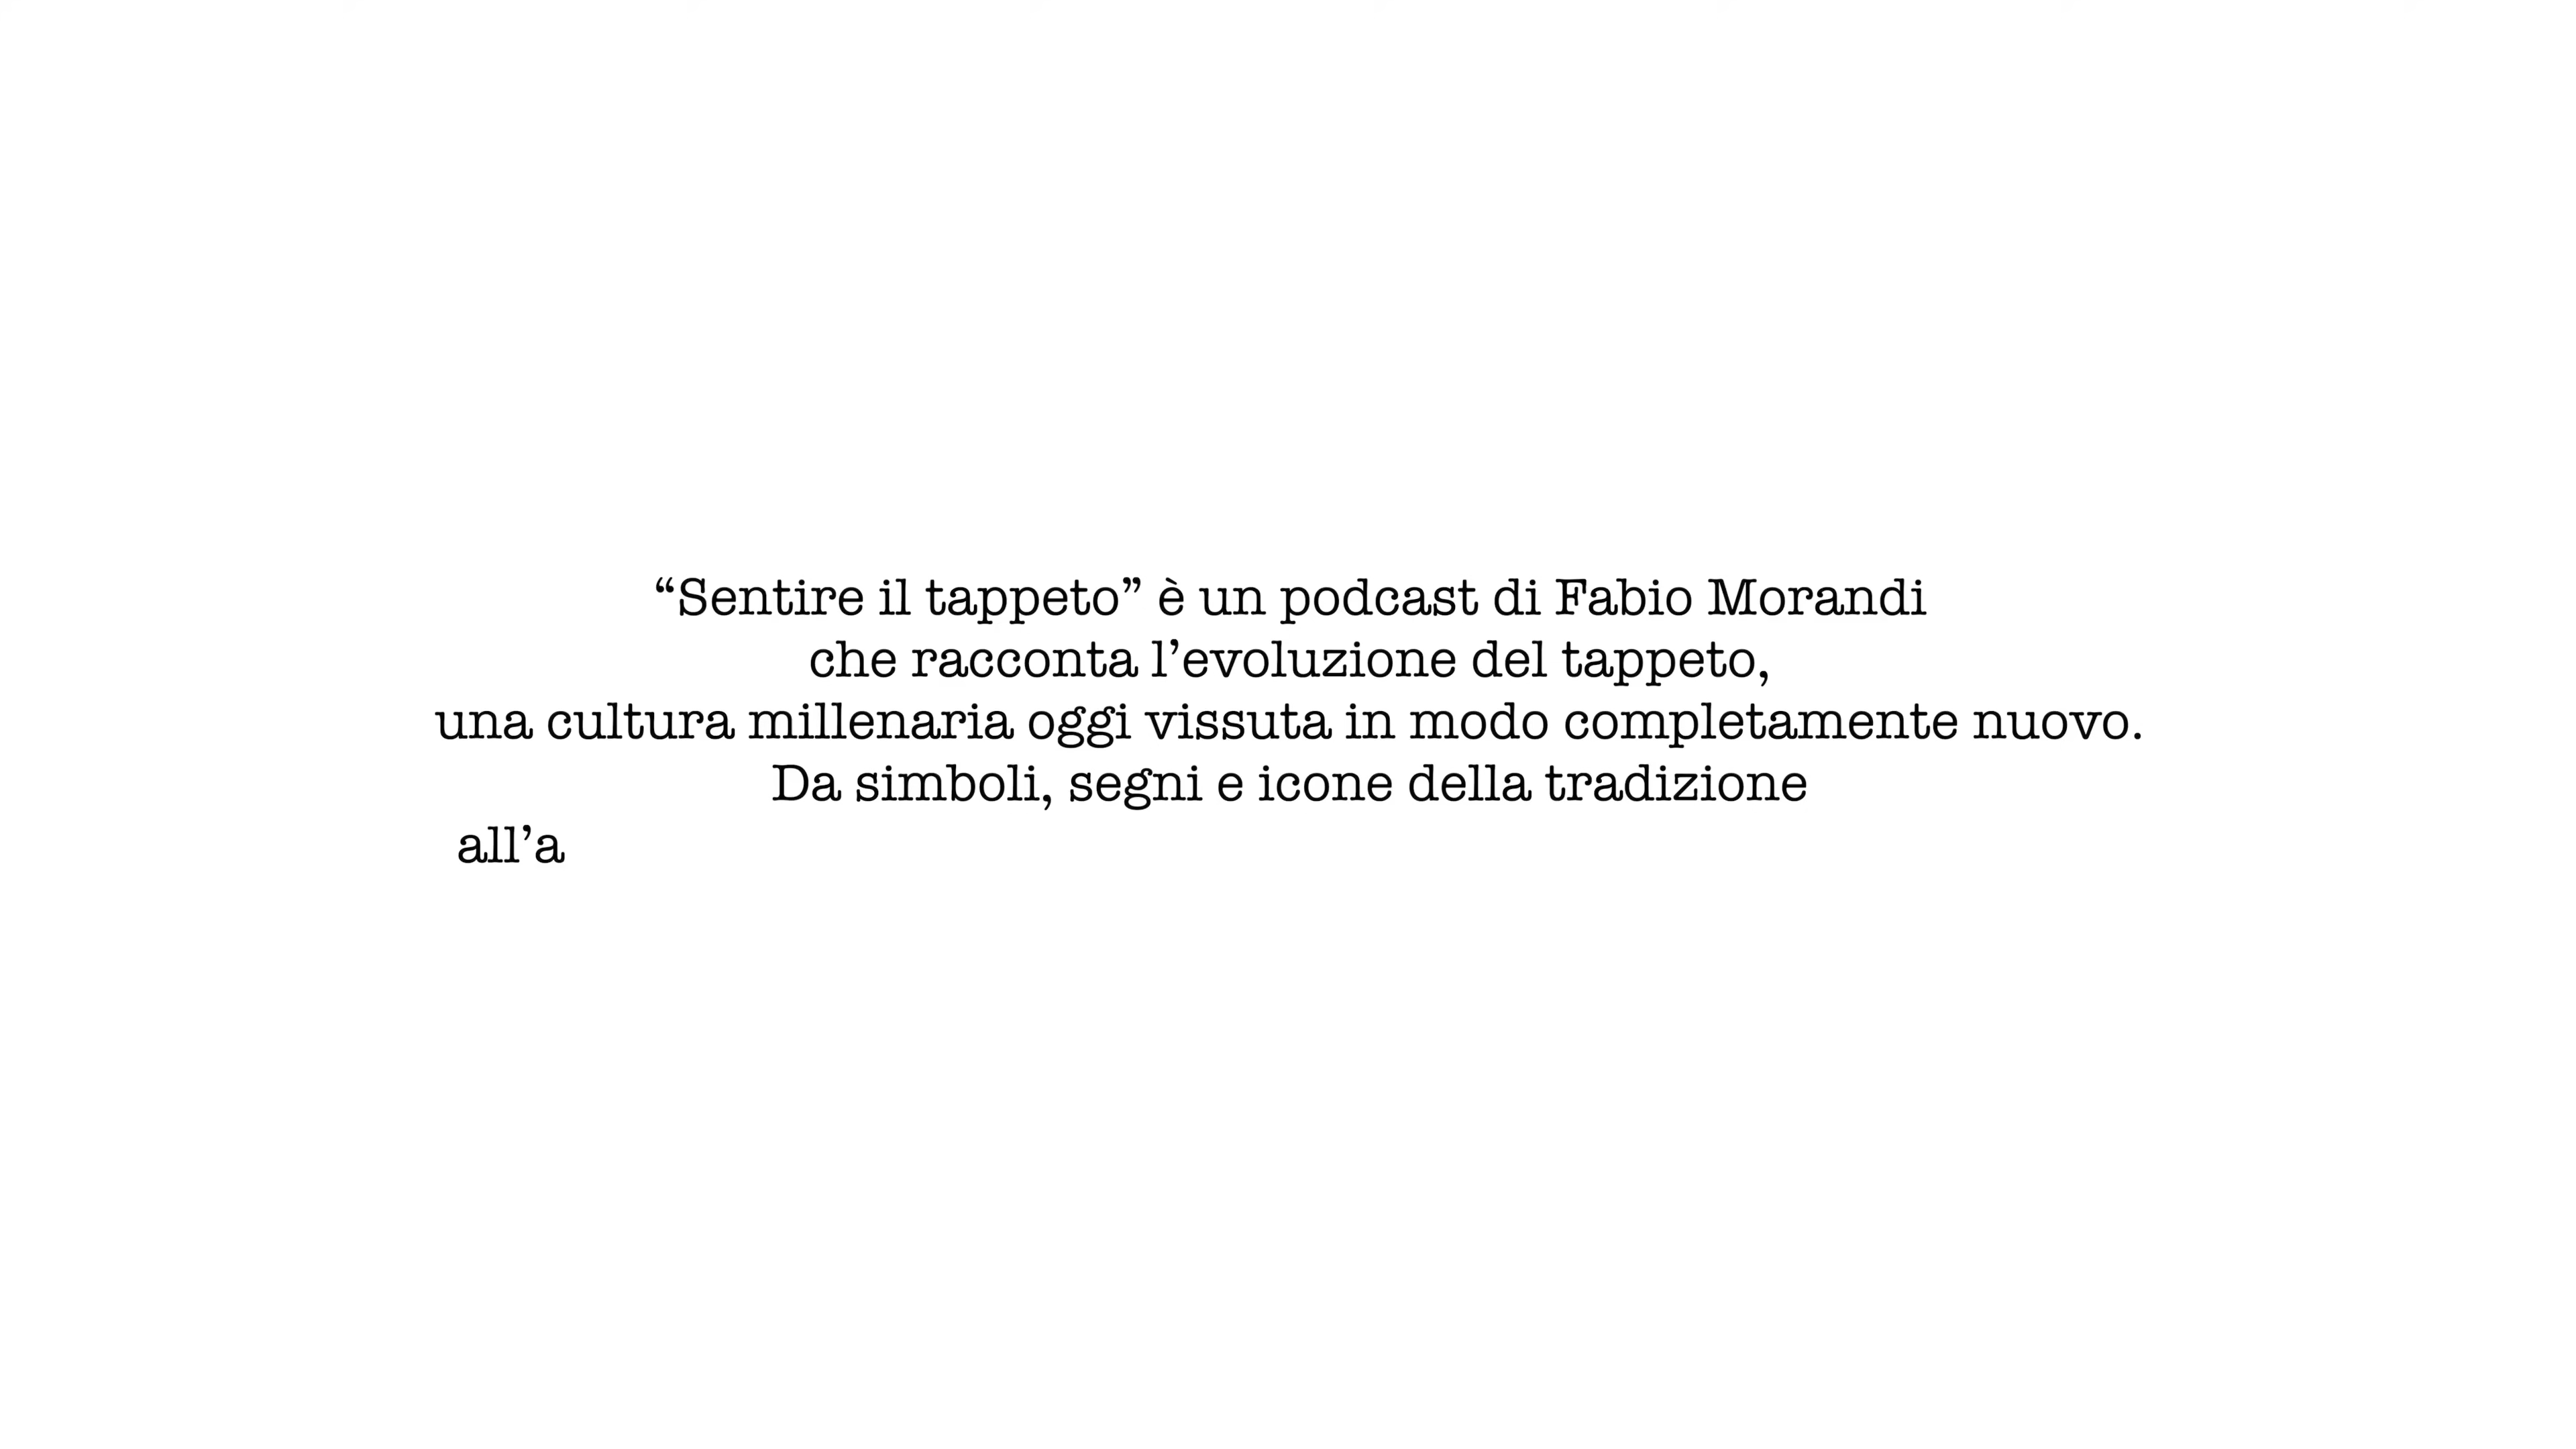 “Sentire il tappeto” è un podcast di Fabio Morandi
che racconta l’evoluzione del tappeto,
una cultura millenaria oggi vissuta in modo completamente nuovo.
Da simboli, segni e icone della tradizione
all’a